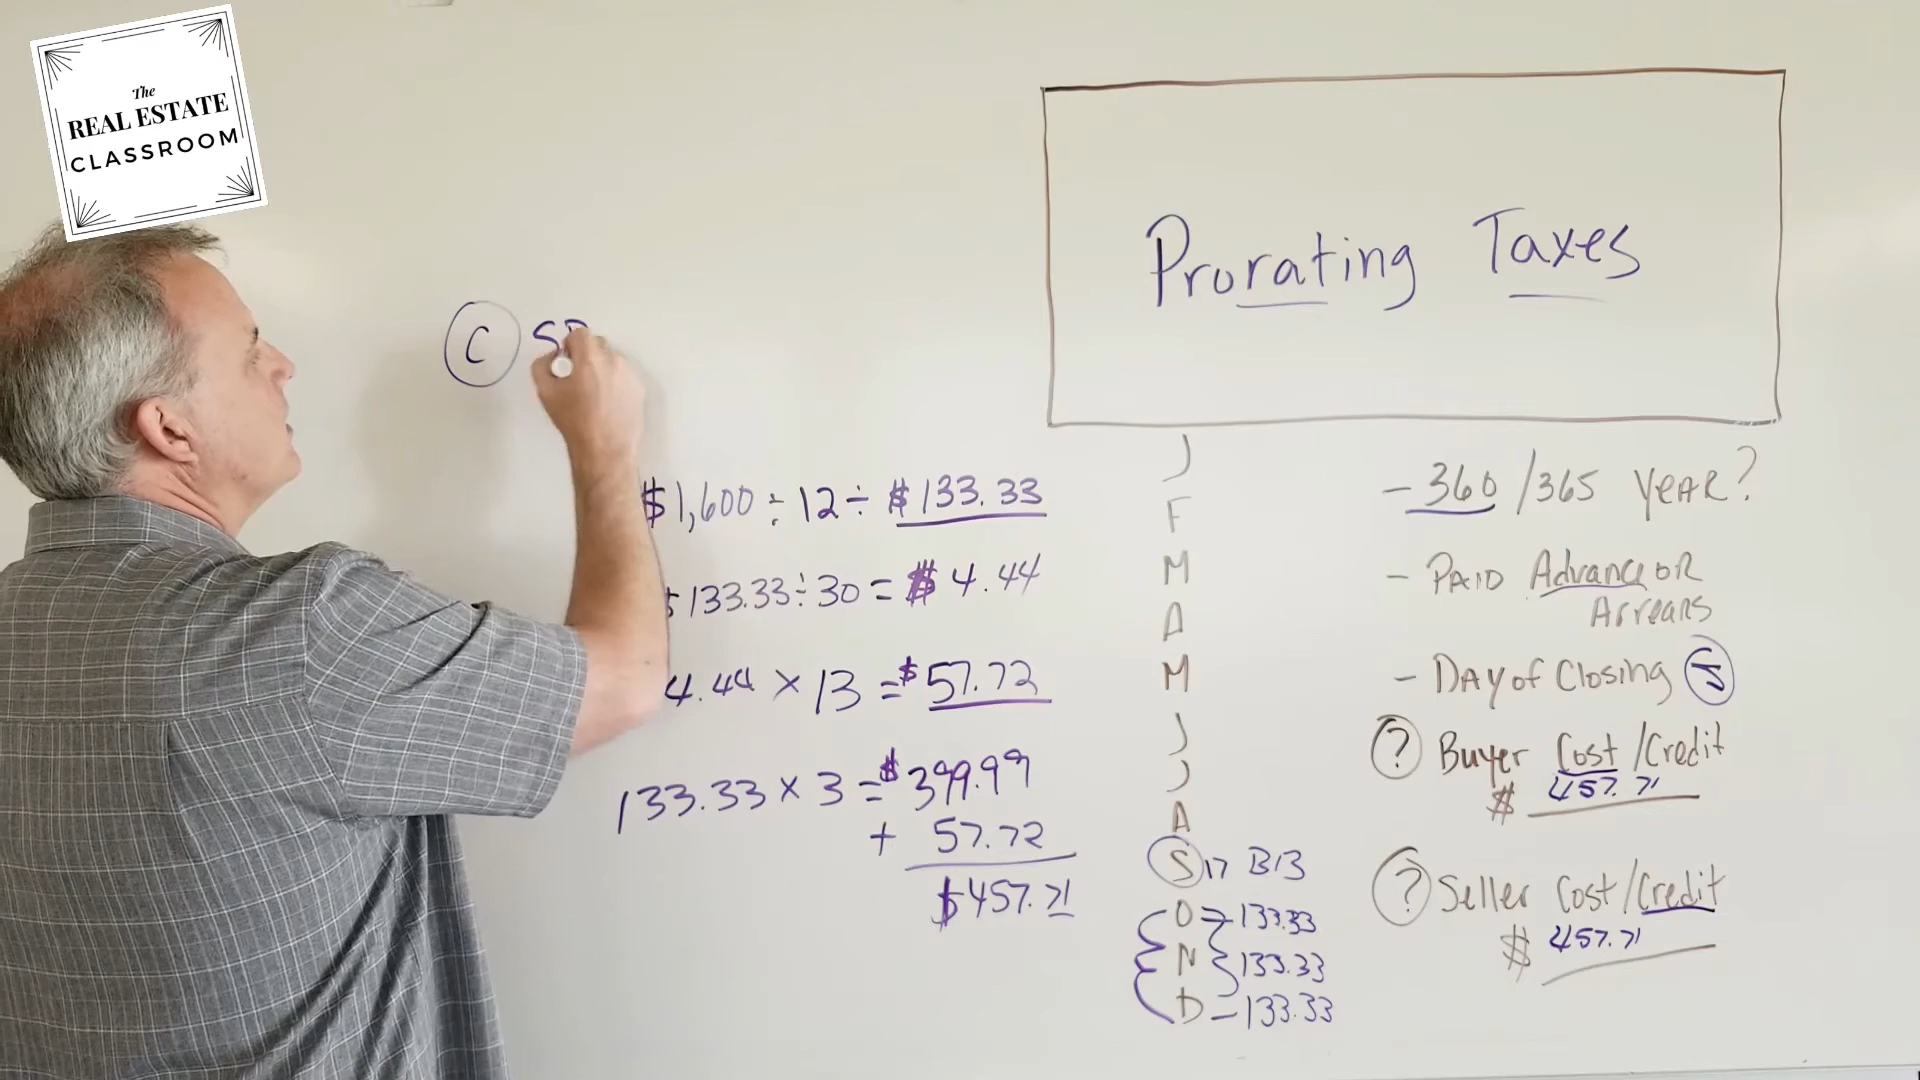 The
REAL ESTATE
CLASSROOM
Prorating Taxes
C
$1,600 ÷ 12 ÷ $133.33
133.33 ÷ 30 = $4.44
4.44 × 13 = $57.72
133.33 × 3 = $399.99
+ 57.72
$457.71
J
F
M
A
M
J
J
A
S 17 B13
O = 133.33
N 133.33
D - 133.33
- 360/365 YEAR?
- PAID Advance OR
Arrears
- DAY of Closing S
? Buyer Cost/Credit
$ 457.71
? Seller Cost/Credit
$ 457.71